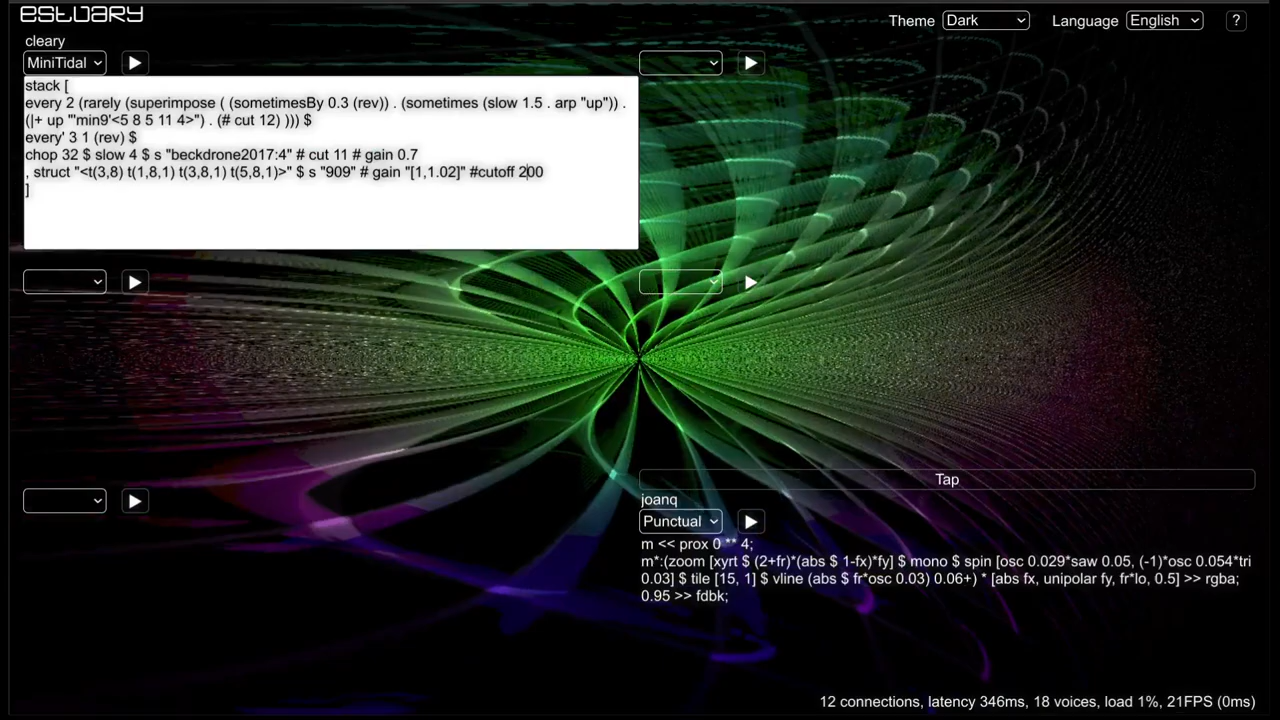 ESTUARY
Theme Dark Language English ?
cleary
MiniTidal
stack [
every 2 (rarely (superimpose ( (sometimesBy 0.3 (rev)) . (sometimes (slow 1.5 . arp "up")) .
(|+ up "'min9'<5 8 5 11 4>") . (# cut 12) ))) $
every' 3 1 (rev) $
chop 32 $ slow 4 $ s "beckdrone2017:4" # cut 11 # gain 0.7
, struct "<t(3,8) t(1,8,1) t(3,8,1) t(5,8,1)>" $ s "909" # gain "[1,1.02]" #cutoff 200
]
Tap
joanq
Punctual
m << prox 0 ** 4;
m*:(zoom [xyrt $ (2+fr)*(abs $ 1-fx)*fy] $ mono $ spin [osc 0.029*saw 0.05, (-1)*osc 0.054*tri
0.03] $ tile [15, 1] $ vline (abs $ fr*osc 0.03) 0.06+) * [abs fx, unipolar fy, fr*lo, 0.5] >> rgba;
0.95 >> fdbk;
12 connections, latency 346ms, 18 voices, load 1%, 21FPS (0ms)